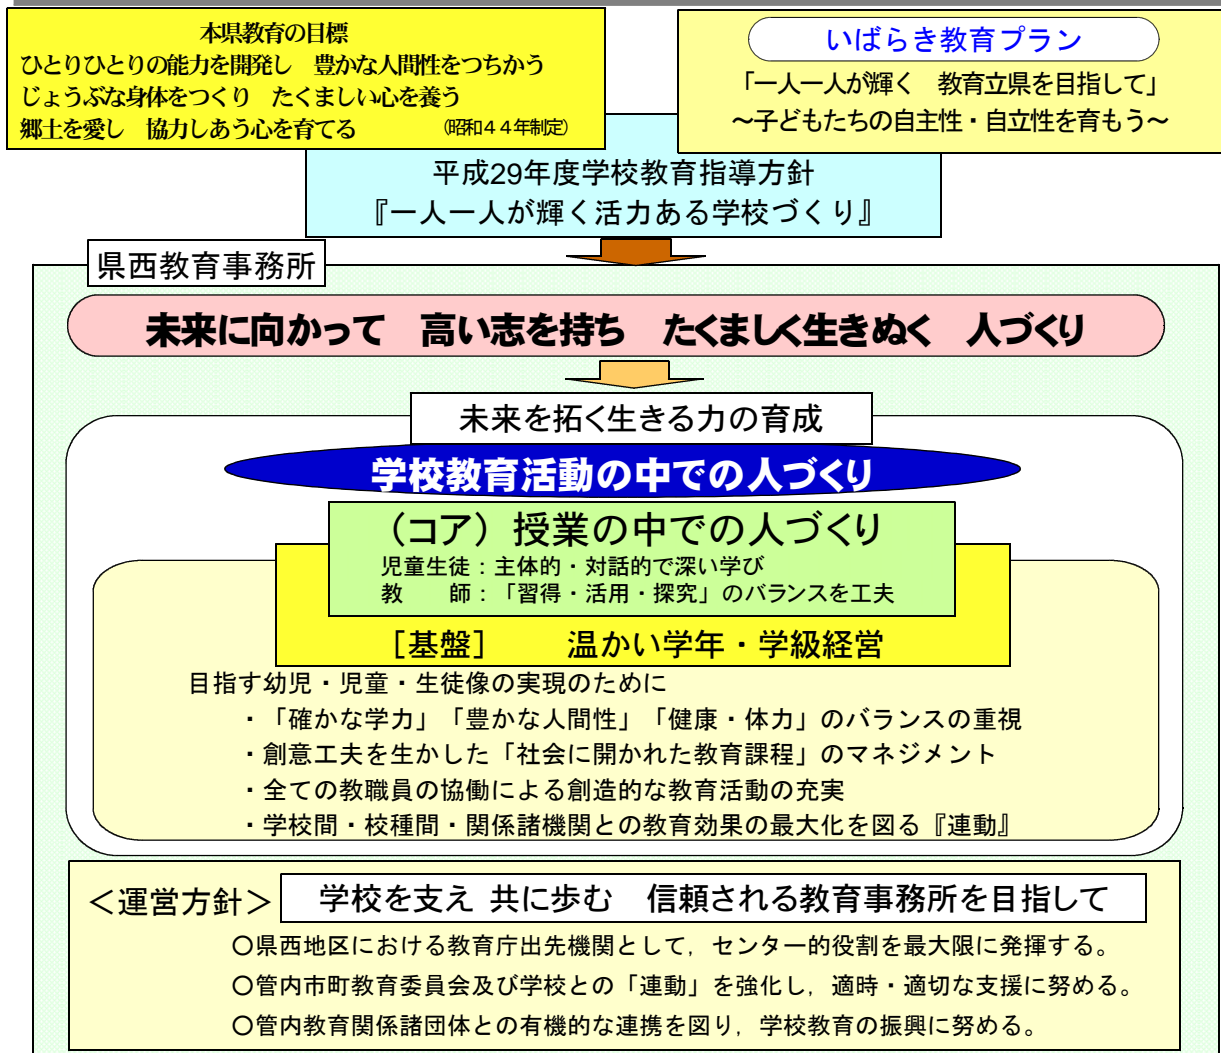 本県教育の目標
ひとりひとりの能力を開発し　豊かな人間性をつちかう
じょうぶな身体をつくり　たくましい心を養う
郷土を愛し　協力しあう心を育てる　（昭和４４年制定）
いばらき教育プラン
「一人一人が輝く　教育立県を目指して」
～子どもたちの自主性・自立性を育もう～
平成29年度学校教育指導方針
『一人一人が輝く活力ある学校づくり』
県西教育事務所
未来に向かって　高い志を持ち　たくましく生きぬく　人づくり
未来を拓く生きる力の育成
学校教育活動の中での人づくり
（コア）授業の中での人づくり
児童生徒：主体的・対話的で深い学び
教　　師：「習得・活用・探究」のバランスを工夫
［基盤］　　温かい学年・学級経営
目指す幼児・児童・生徒像の実現のために
・「確かな学力」「豊かな人間性」「健康・体力」のバランスの重視
・創意工夫を生かした「社会に開かれた教育課程」のマネジメント
・全ての教職員の協働による創造的な教育活動の充実
・学校間・校種間・関係諸機関との教育効果の最大化を図る『連動』
＜運営方針＞　学校を支え 共に歩む　信頼される教育事務所を目指して
○県西地区における教育庁出先機関として，センター的役割を最大限に発揮する。
○管内市町教育委員会及び学校との「連動」を強化し，適時・適切な支援に努める。
○管内教育関係諸団体との有機的な連携を図り，学校教育の振興に努める。